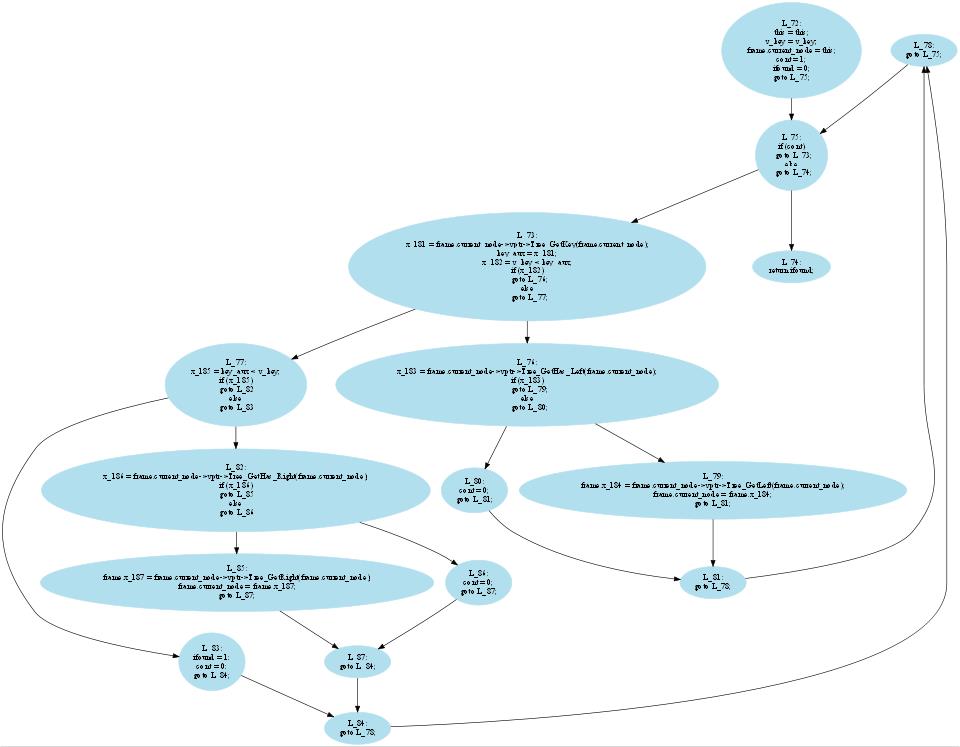 L_72:
this = this;
v_key = v_key;
frame.current_node = this;
cont = 1;
ifound = 0;
goto L_75;
L_78:
goto L_75;
L_75:
if (cont)
goto L_73;
else
goto L_74;
L_73:
x_181 = frame.current_node->vptr->Tree_GetKey(frame.current_node);
key_aux = x_181;
x_182 = v_key < key_aux;
if (x_182)
goto L_76;
else
goto L_77;
L_74:
return ifound;
L_77:
x_185 = key_aux < v_key;
if (x_185)
goto L_82
else
goto L_83
L_76:
x_183 = frame.current_node->vptr->Tree_GetHas_Left(frame.current_node);
if (x_183)
goto L_79;
else
goto L_80;
L_82:
x_186 = frame.current_node->vptr->Tree_GetHas_Right(frame.current_node)
if (x_186)
goto L_85
else
goto L_86
L_80:
cont = 0;
goto L_81;
L_79:
frame.x_184 = frame.current_node->vptr->Tree_GetLeft(frame.current_node);
frame.current_node = frame.x_184;
goto L_81;
L_85:
frame.x_187 = frame.current_node->vptr->Tree_GetRight(frame.current_node)
frame.current_node = frame.x_187;
goto L_87;
L_86:
cont = 0;
goto L_87;
L_81:
goto L_78;
L_83:
ifound = 1;
cont = 0;
goto L_84;
L_87:
goto L_84;
L_84:
goto L_78;